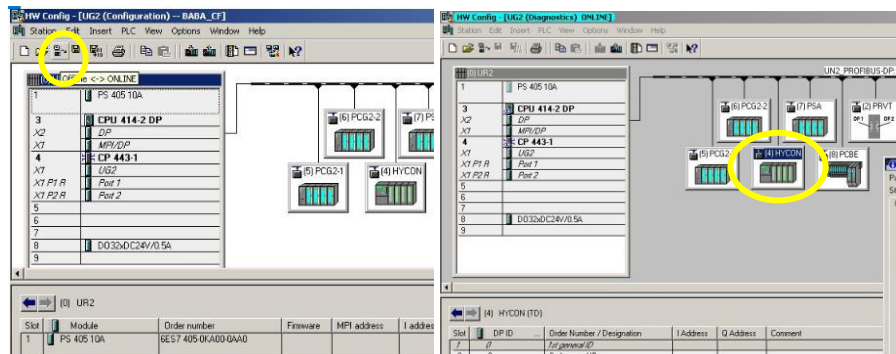 HW Config - [UG2 (Configuration) -- BABA_CF]
Station Edit Insert PLC View Options Window Help
OFFLINE <-> ONLINE
1 PS 405 10A
3 CPU 414-2 DP
X2 DP
X1 MPI/DP
4 CP 443-1
X1 UG2
X1 P1 R Port 1
X1 P2 R Port 2
5
6
7
8 DO32xDC24V/0.5A
9
(6) PCG2-2
(7) PS
(5) PCG2-1
(4) HYCON
(0) UR2
Slot Module Order number Firmware MPI address I addres
1 PS 405 10A 6ES7 405-0KA00-0AA0
HW Config - [UG2 (Diagnostics) ONLINE]
Station Edit Insert PLC View Options Window Help
(0) UR2
1 PS 405 10A
3 CPU 414-2 DP
X2 DP
X1 MPI/DP
4 CP 443-1
X1 UG2
X1 P1 R Port 1
X1 P2 R Port 2
5
6
7
8 DO32xDC24V/0.5A
9
UN2_PROFIBUS-DP
(6) PCG2-2
(7) PSA
(2) PRVT
DP1 DP2
(5) PCG2-
(4) HYCON
(8) PCBE
(4) HYCON (TD)
Slot DP ID ... Order Number / Designation I Address Q Address Comment
1 0 1st general ID